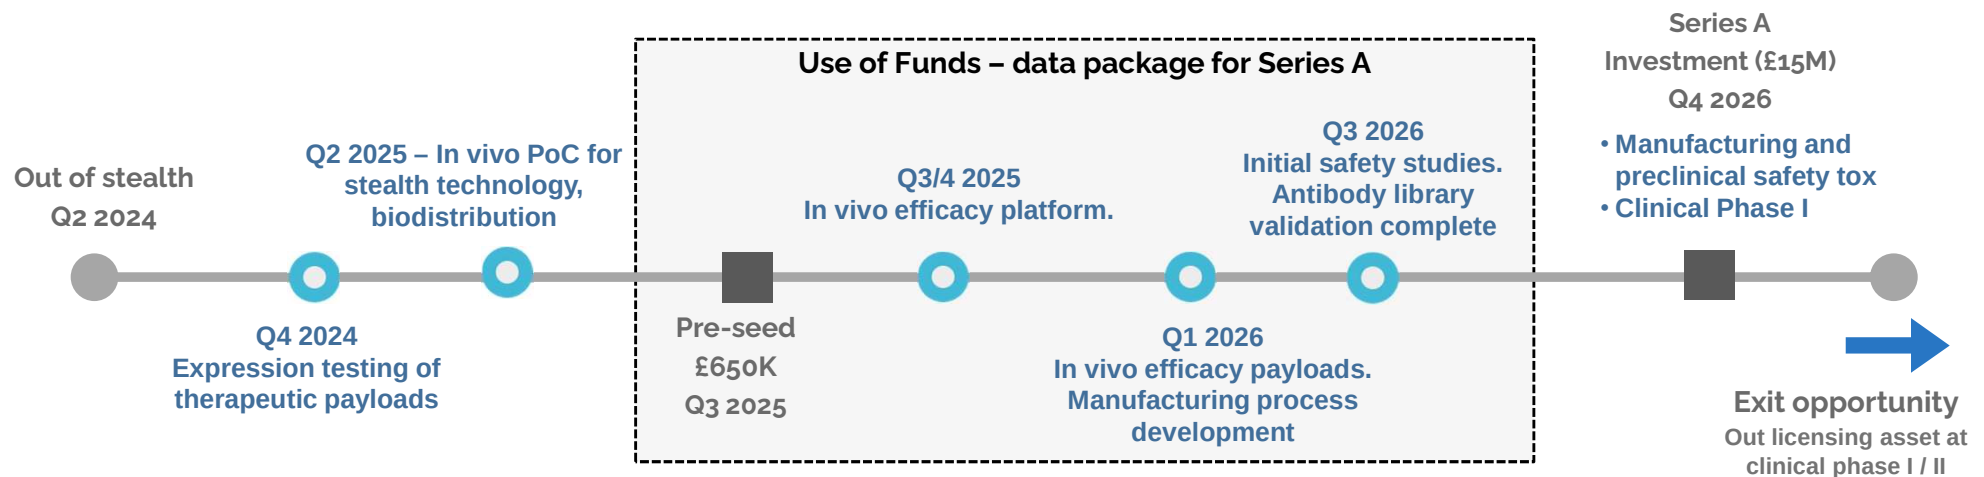 Out of stealth
Q2 2024
Q4 2024
Expression testing of
therapeutic payloads
Q2 2025 – In vivo PoC for
stealth technology,
biodistribution
Use of Funds – data package for Series A
Pre-seed
£650K
Q3 2025
Q3/4 2025
In vivo efficacy platform.
Q1 2026
In vivo efficacy payloads.
Manufacturing process
development
Q3 2026
Initial safety studies.
Antibody library
validation complete
Series A
Investment (£15M)
Q4 2026
• Manufacturing and
preclinical safety tox
• Clinical Phase I
Exit opportunity
Out licensing asset at
clinical phase I / II